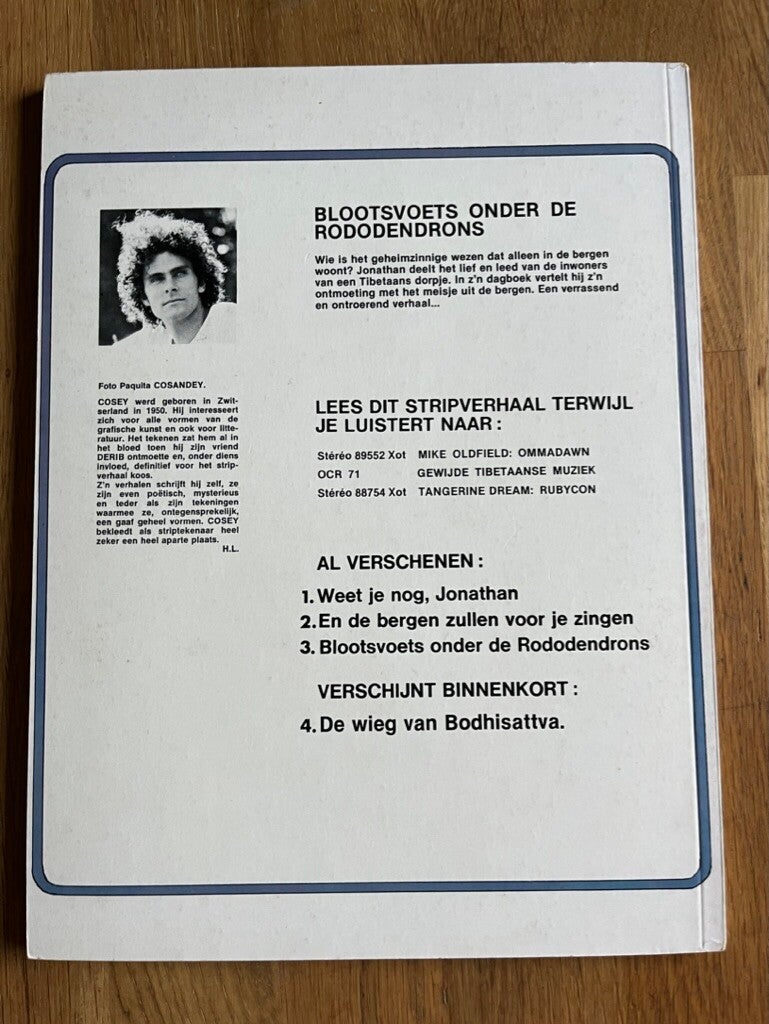 BLOOTSVOETS ONDER DE
RODODENDRONS
Wie is het geheimzinnige wezen dat alleen in de bergen
woont? Jonathan deelt het lief en leed van de inwoners
van een Tibetaans dorpje. In z'n dagboek vertelt hij z'n
ontmoeting met het meisje uit de bergen. Een verrassend
en ontroerend verhaal...
Foto Paquita COSANDEY.
COSEY werd geboren in Zwit-
serland in 1950. Hij interesseert
zich voor alle vormen van de
grafische kunst en ook voor litte-
ratuur. Het tekenen zat hem al in
het bloed toen hij zijn vriend
DERIB ontmoette en, onder diens
invloed, definitief voor het strip-
verhaal koos.
Z'n verhalen schrijft hij zelf, ze
zijn even poëtisch, mysterieus
en teder als zijn tekeningen
waarmee ze, ontegensprekelijk,
een gaaf geheel vormen. COSEY
bekleedt als striptekenaar heel
zeker een heel aparte plaats.
H.L.
LEES DIT STRIPVERHAAL TERWIJL
JE LUISTERT NAAR :
Stéréo 89552 Xot MIKE OLDFIELD: OMMADAWN
OCR 71 GEWIJDE TIBETAANSE MUZIEK
Stéréo 88754 Xot TANGERINE DREAM: RUBYCON
AL VERSCHENEN :
1. Weet je nog, Jonathan
2. En de bergen zullen voor je zingen
3. Blootsvoets onder de Rododendrons
VERSCHIJNT BINNENKORT :
4. De wieg van Bodhisattva.